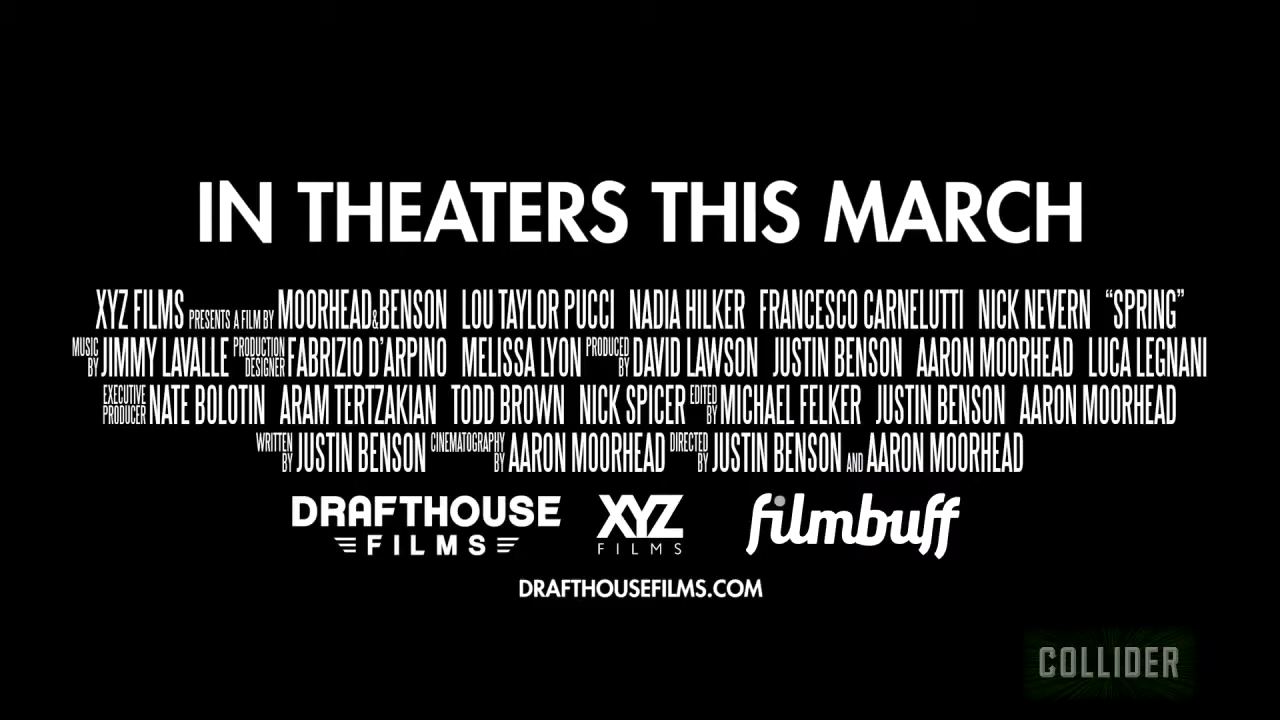 IN THEATERS THIS MARCH
XYZ FILMS PRESENTS A FILM BY MOORHEAD&BENSON LOU TAYLOR PUCCI NADIA HILKER FRANCESCO CARNELUTTI NICK NEVERN “SPRING”
MUSIC BY JIMMY LAVALLE PRODUCTION DESIGNER FABRIZIO D’ARPINO MELISSA LYON PRODUCED BY DAVID LAWSON JUSTIN BENSON AARON MOORHEAD LUCA LEGNANI
EXECUTIVE PRODUCER NATE BOLOTIN ARAM TERTZAKIAN TODD BROWN NICK SPICER EDITED BY MICHAEL FELKER JUSTIN BENSON AARON MOORHEAD
WRITTEN BY JUSTIN BENSON CINEMATOGRAPHY BY AARON MOORHEAD DIRECTED BY JUSTIN BENSON AND AARON MOORHEAD
DRAFTHOUSE FILMS XYZ FILMS filmbuff
DRAFTHOUSEFILMS.COM
COLLIDER